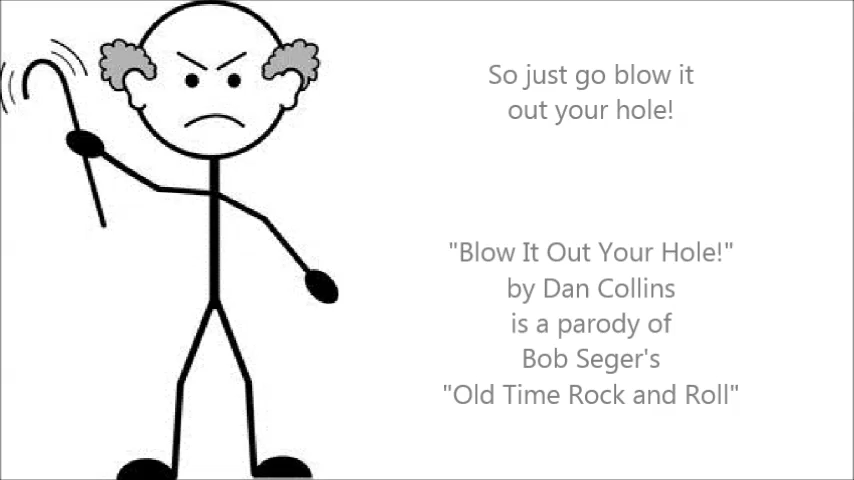 So just go blow it
out your hole!
"Blow It Out Your Hole!"
by Dan Collins
is a parody of
Bob Seger's
"Old Time Rock and Roll"